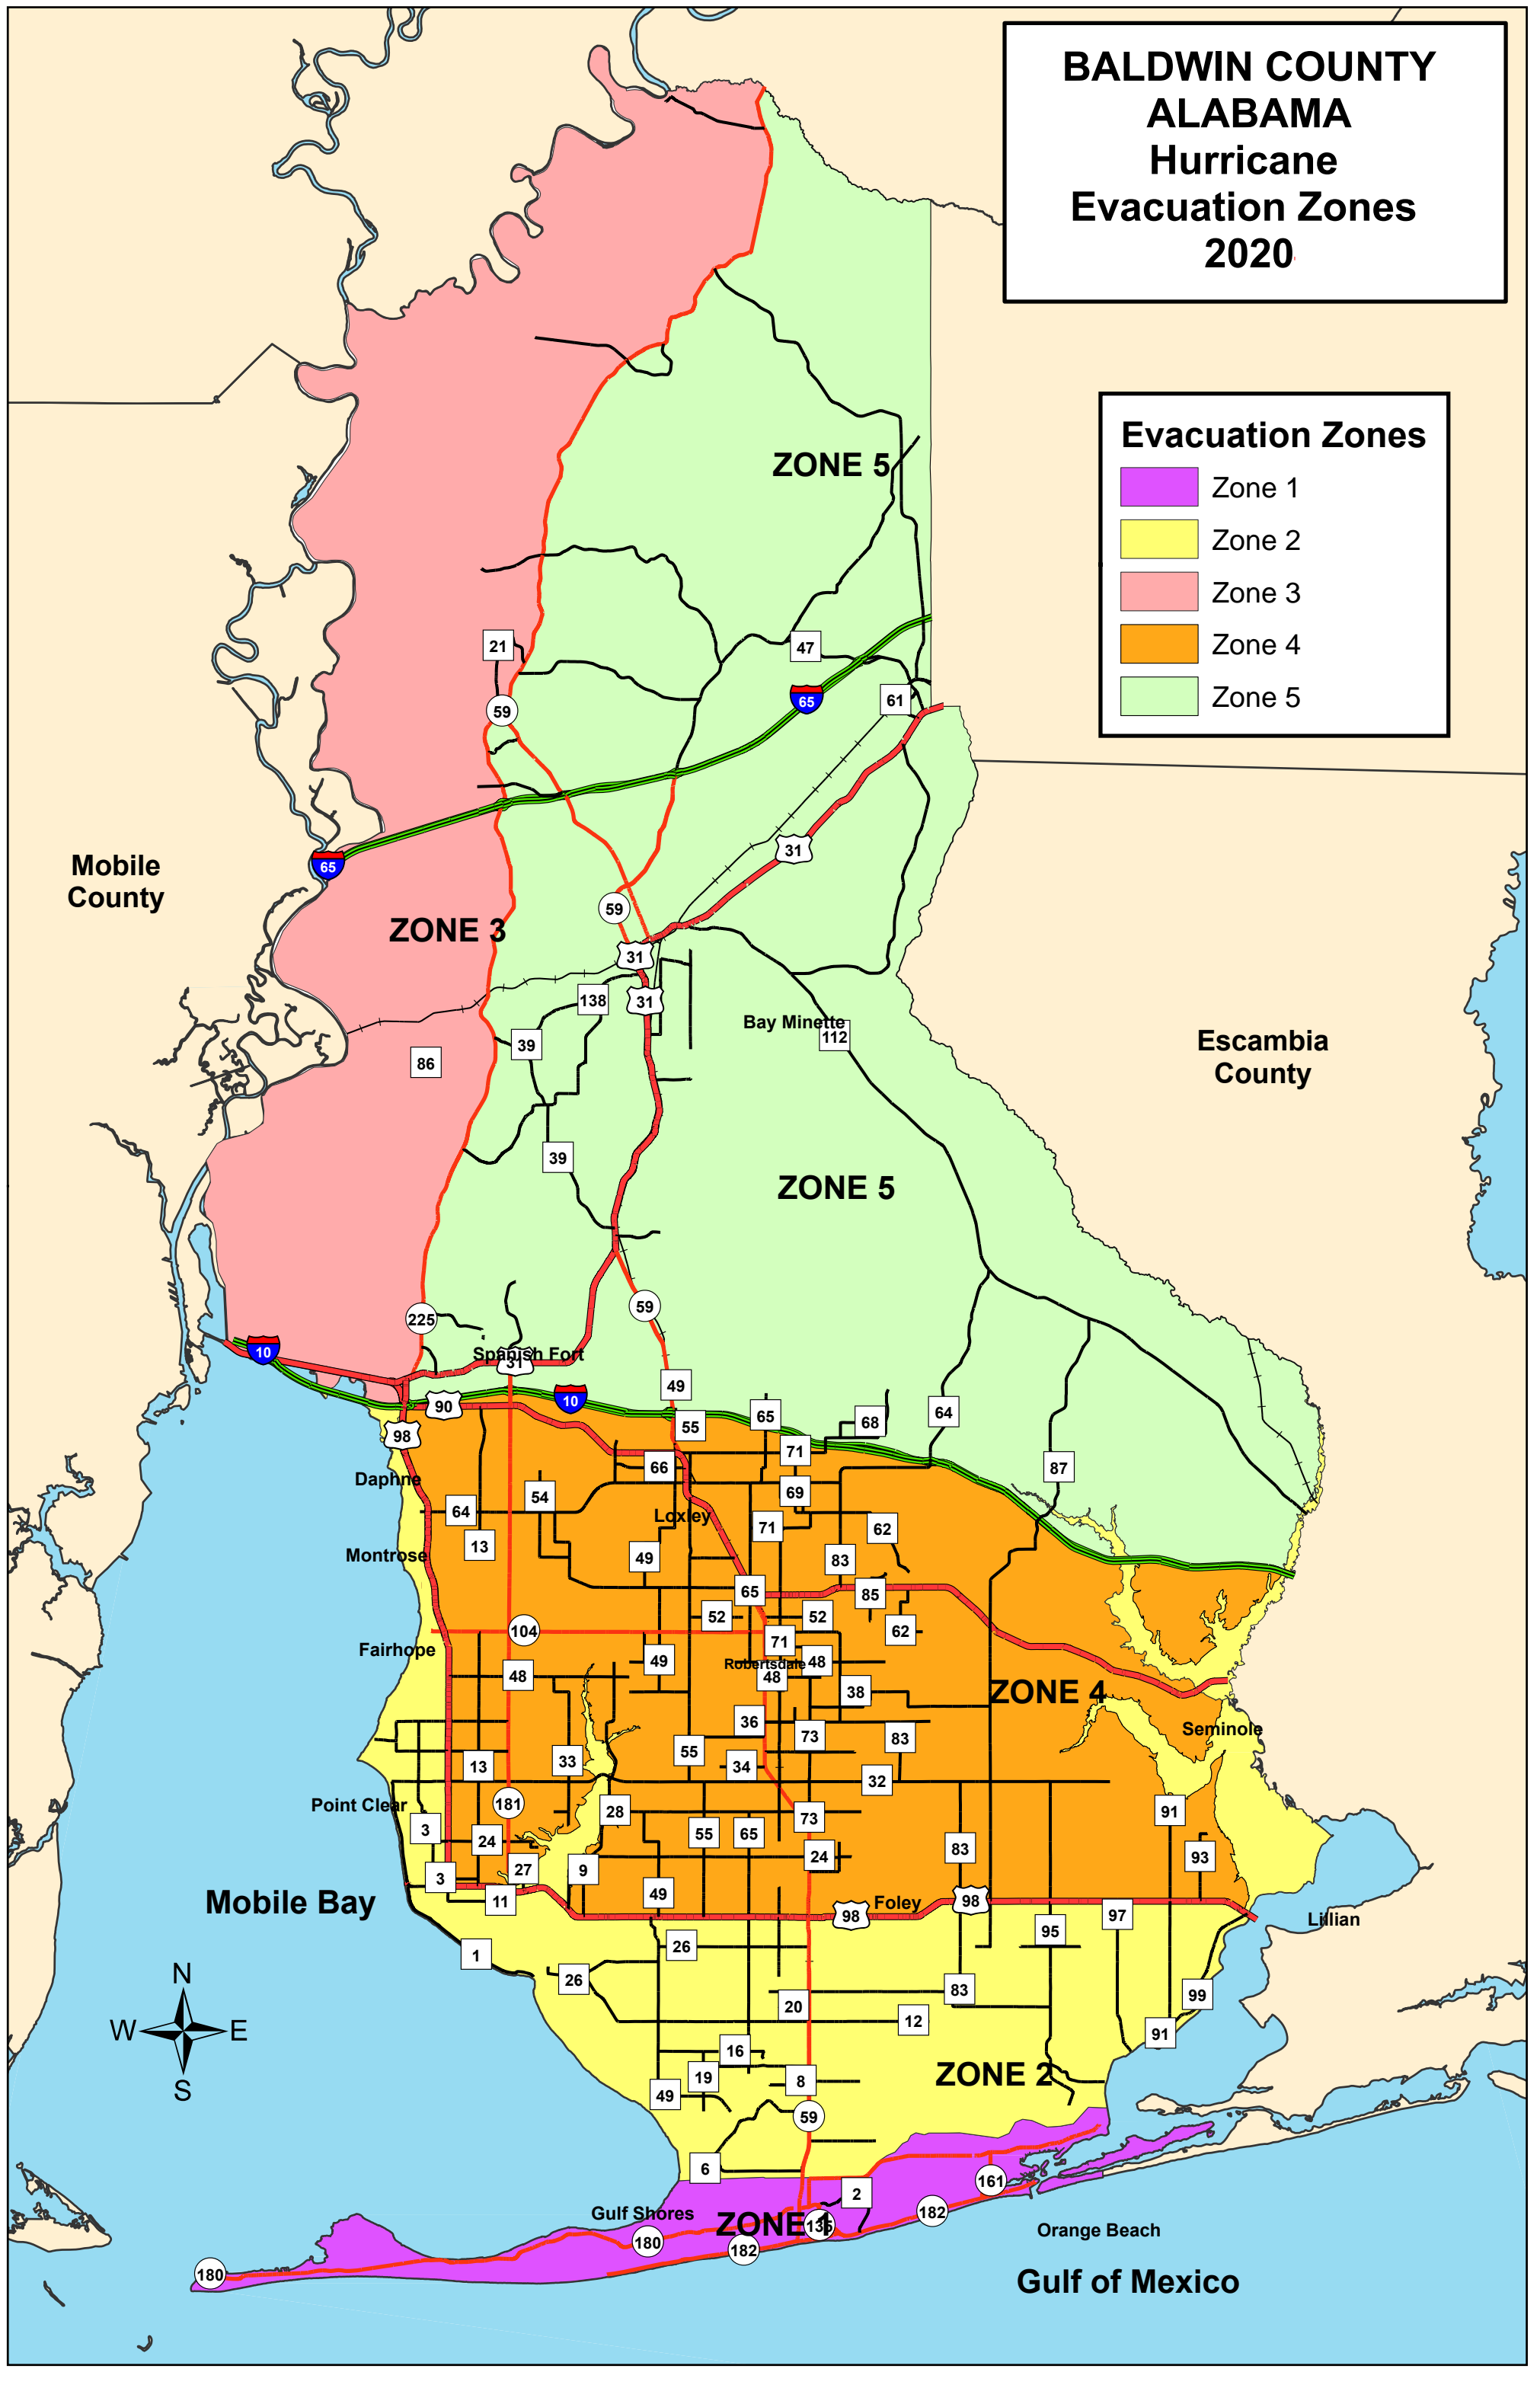 BALDWIN COUNTY
ALABAMA
Hurricane
Evacuation Zones
2020
Evacuation Zones
Zone 1
Zone 2
Zone 3
Zone 4
Zone 5
ZONE 5
21
47
59
65
61
Mobile
County
65
31
ZONE 3
59
31
138
31
Bay Minette
112
39
86
Escambia
County
39
ZONE 5
59
225
10
Spanish Fort
31
49
10
90
65
64
68
55
98
71
66
87
Daphne
69
54
64
Loxley
71
62
13
Montrose
49
83
65
85
52
52
104
62
71
Fairhope
49
48
Robertsdale
48
48
38
ZONE 4
36
Seminole
73
83
55
33
13
34
32
Point Clear
181
28
91
73
3
55
65
24
83
24
93
27
9
3
49
11
Mobile Bay
Foley
98
98
97
Lillian
95
26
1
26
83
99
20
12
91
N
W
E
S
16
ZONE 2
19
8
49
59
6
161
2
Gulf Shores
182
ZONE 1
135
180
182
Orange Beach
180
Gulf of Mexico